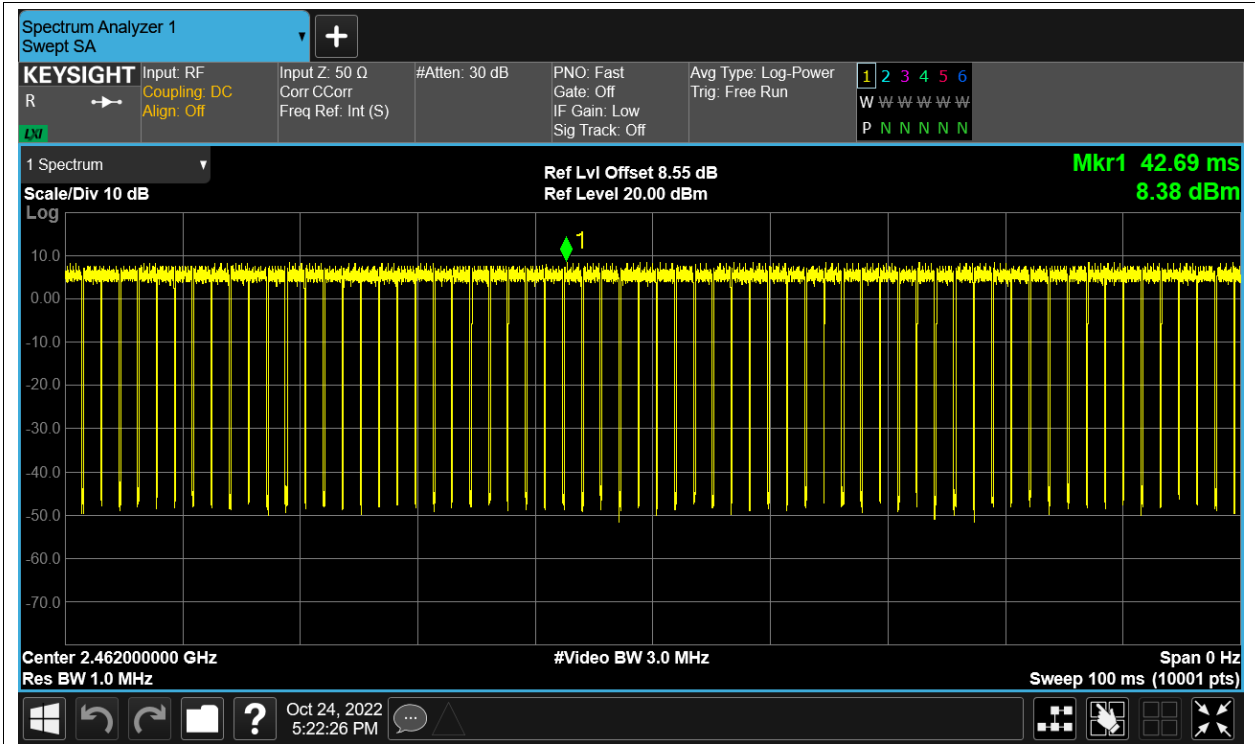 Spectrum Analyzer 1
Swept SA
KEYSIGHT
R
LXI
Input: RF
Coupling: DC
Align: Off
Input Z: 50 Ω
Corr CCorr
Freq Ref: Int (S)
#Atten: 30 dB
PNO: Fast
Gate: Off
IF Gain: Low
Sig Track: Off
Avg Type: Log-Power
Trig: Free Run
1 2 3 4 5 6
W W W W W W
P N N N N N
1 Spectrum
Scale/Div 10 dB
Ref Lvl Offset 8.55 dB
Ref Level 20.00 dBm
Mkr1 42.69 ms
8.38 dBm
Log
1
10.0
0.00
-10.0
-20.0
-30.0
-40.0
-50.0
-60.0
-70.0
Center 2.462000000 GHz
#Video BW 3.0 MHz
Span 0 Hz
Res BW 1.0 MHz
Sweep 100 ms (10001 pts)
?
Oct 24, 2022
5:22:26 PM